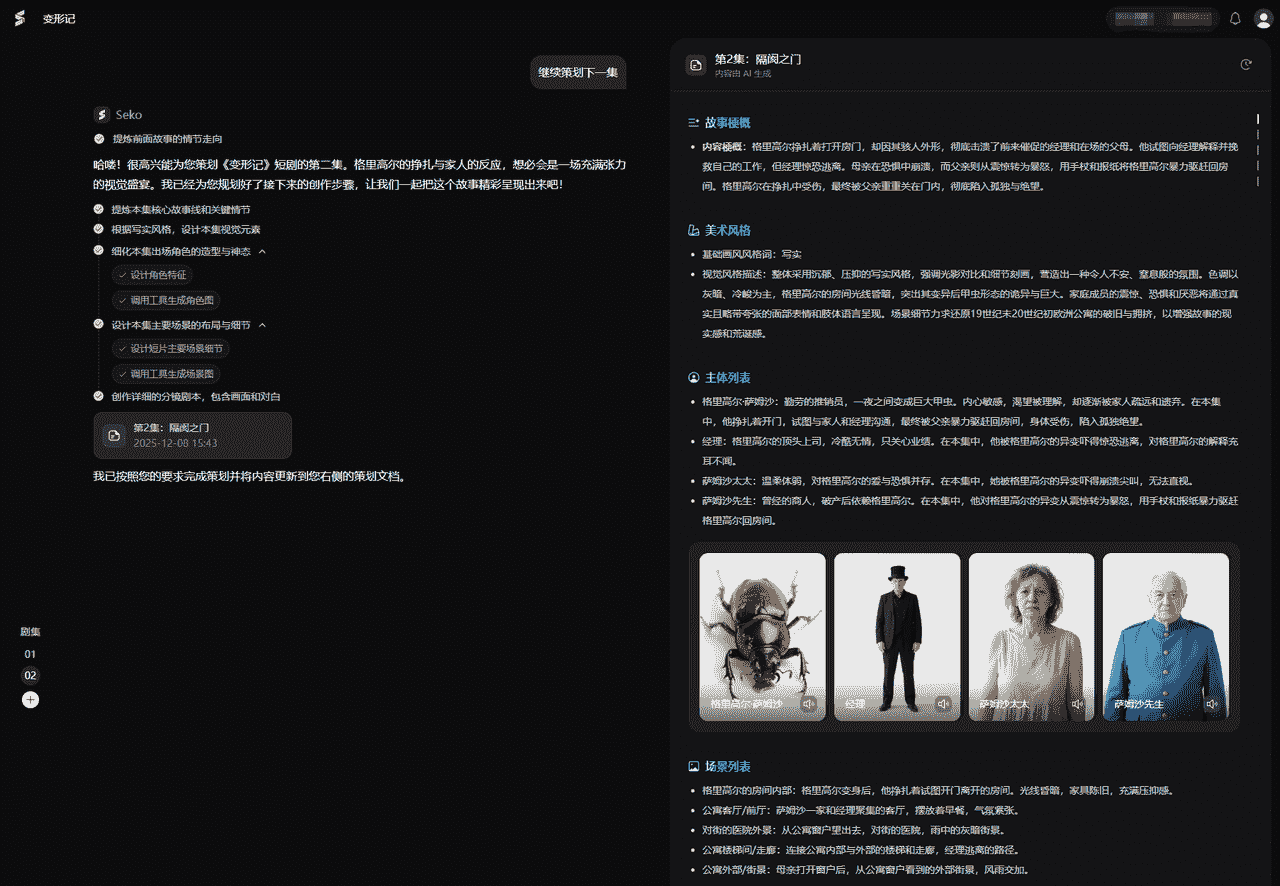 变形记
继续策划下一集
Seko
提炼前面故事的情节走向
哈喽！很高兴能为您策划《变形记》短剧的第二集。格里高尔的挣扎与家人的反应，想必会是一场充满张力
的视觉盛宴。我已经为您规划好了接下来的创作步骤，让我们一起把这个故事精彩呈现出来吧！
提炼本集核心故事线和关键情节
根据写实风格，设计本集视觉元素
细化本集出场角色的造型与神态
设计角色特征
调用工具生成角色图
设计本集主要场景的布局与细节
设计短片主要场景细节
调用工具生成场景图
创作详细的分镜剧本，包含画面和对白
第2集：隔阂之门
2025-12-08 15:43
我已按照您的要求完成策划并将内容更新到您右侧的策划文档。
剧集
01
02
第2集：隔阂之门
内容由 AI 生成
故事梗概
内容梗概：格里高尔挣扎着打开房门，却因其骇人外形，彻底击溃了前来催促的经理和在场的父母。他试图向经理解释并挽
救自己的工作，但经理惊恐逃离。母亲在恐惧中崩溃，而父亲则从震惊转为暴怒，用手杖和报纸将格里高尔暴力驱赶回房
间。格里高尔在挣扎中受伤，最终被父亲重重关在门内，彻底陷入孤独与绝望。
美术风格
基础画风风格词：写实
视觉风格描述：整体采用沉郁、压抑的写实风格，强调光影对比和细节刻画，营造出一种令人不安、窒息般的氛围。色调以
灰暗、冷峻为主，格里高尔的房间光线昏暗，突出其变异后甲虫形态的诡异与巨大。家庭成员的震惊、恐惧和厌恶将通过真
实且略带夸张的面部表情和肢体语言呈现。场景细节力求还原19世纪末20世纪初欧洲公寓的破旧与拥挤，以增强故事的现
实感和荒诞感。
主体列表
格里高尔·萨姆沙：勤劳的推销员，一夜之间变成巨大甲虫。内心敏感，渴望被理解，却逐渐被家人疏远和遗弃。在本集
中，他挣扎着开门，试图与家人和经理沟通，最终被父亲暴力驱赶回房间，身体受伤，陷入孤独绝望。
经理：格里高尔的顶头上司，冷酷无情，只关心业绩。在本集中，他被格里高尔的异变吓得惊恐逃离，对格里高尔的解释充
耳不闻。
萨姆沙太太：温柔体弱，对格里高尔的爱与恐惧并存。在本集中，她被格里高尔的异变吓得崩溃尖叫，无法直视。
萨姆沙先生：曾经的商人，破产后依赖格里高尔。在本集中，他对格里高尔的异变从震惊转为暴怒，用手杖和报纸暴力驱赶
格里高尔回房间。
格里高尔·萨姆沙
经理
萨姆沙太太
萨姆沙先生
场景列表
格里高尔的房间内部：格里高尔变身后，他挣扎着试图开门离开的房间。光线昏暗，家具陈旧，充满压抑感。
公寓客厅/前厅：萨姆沙一家和经理聚集的客厅，摆放着早餐，气氛紧张。
对街的医院外景：从公寓窗户望出去，对街的医院，雨中的灰暗街景。
公寓楼梯间/走廊：连接公寓内部与外部的楼梯和走廊，经理逃离的路径。
公寓外部/街景：母亲打开窗户后，从公寓窗户看到的外部街景，风雨交加。